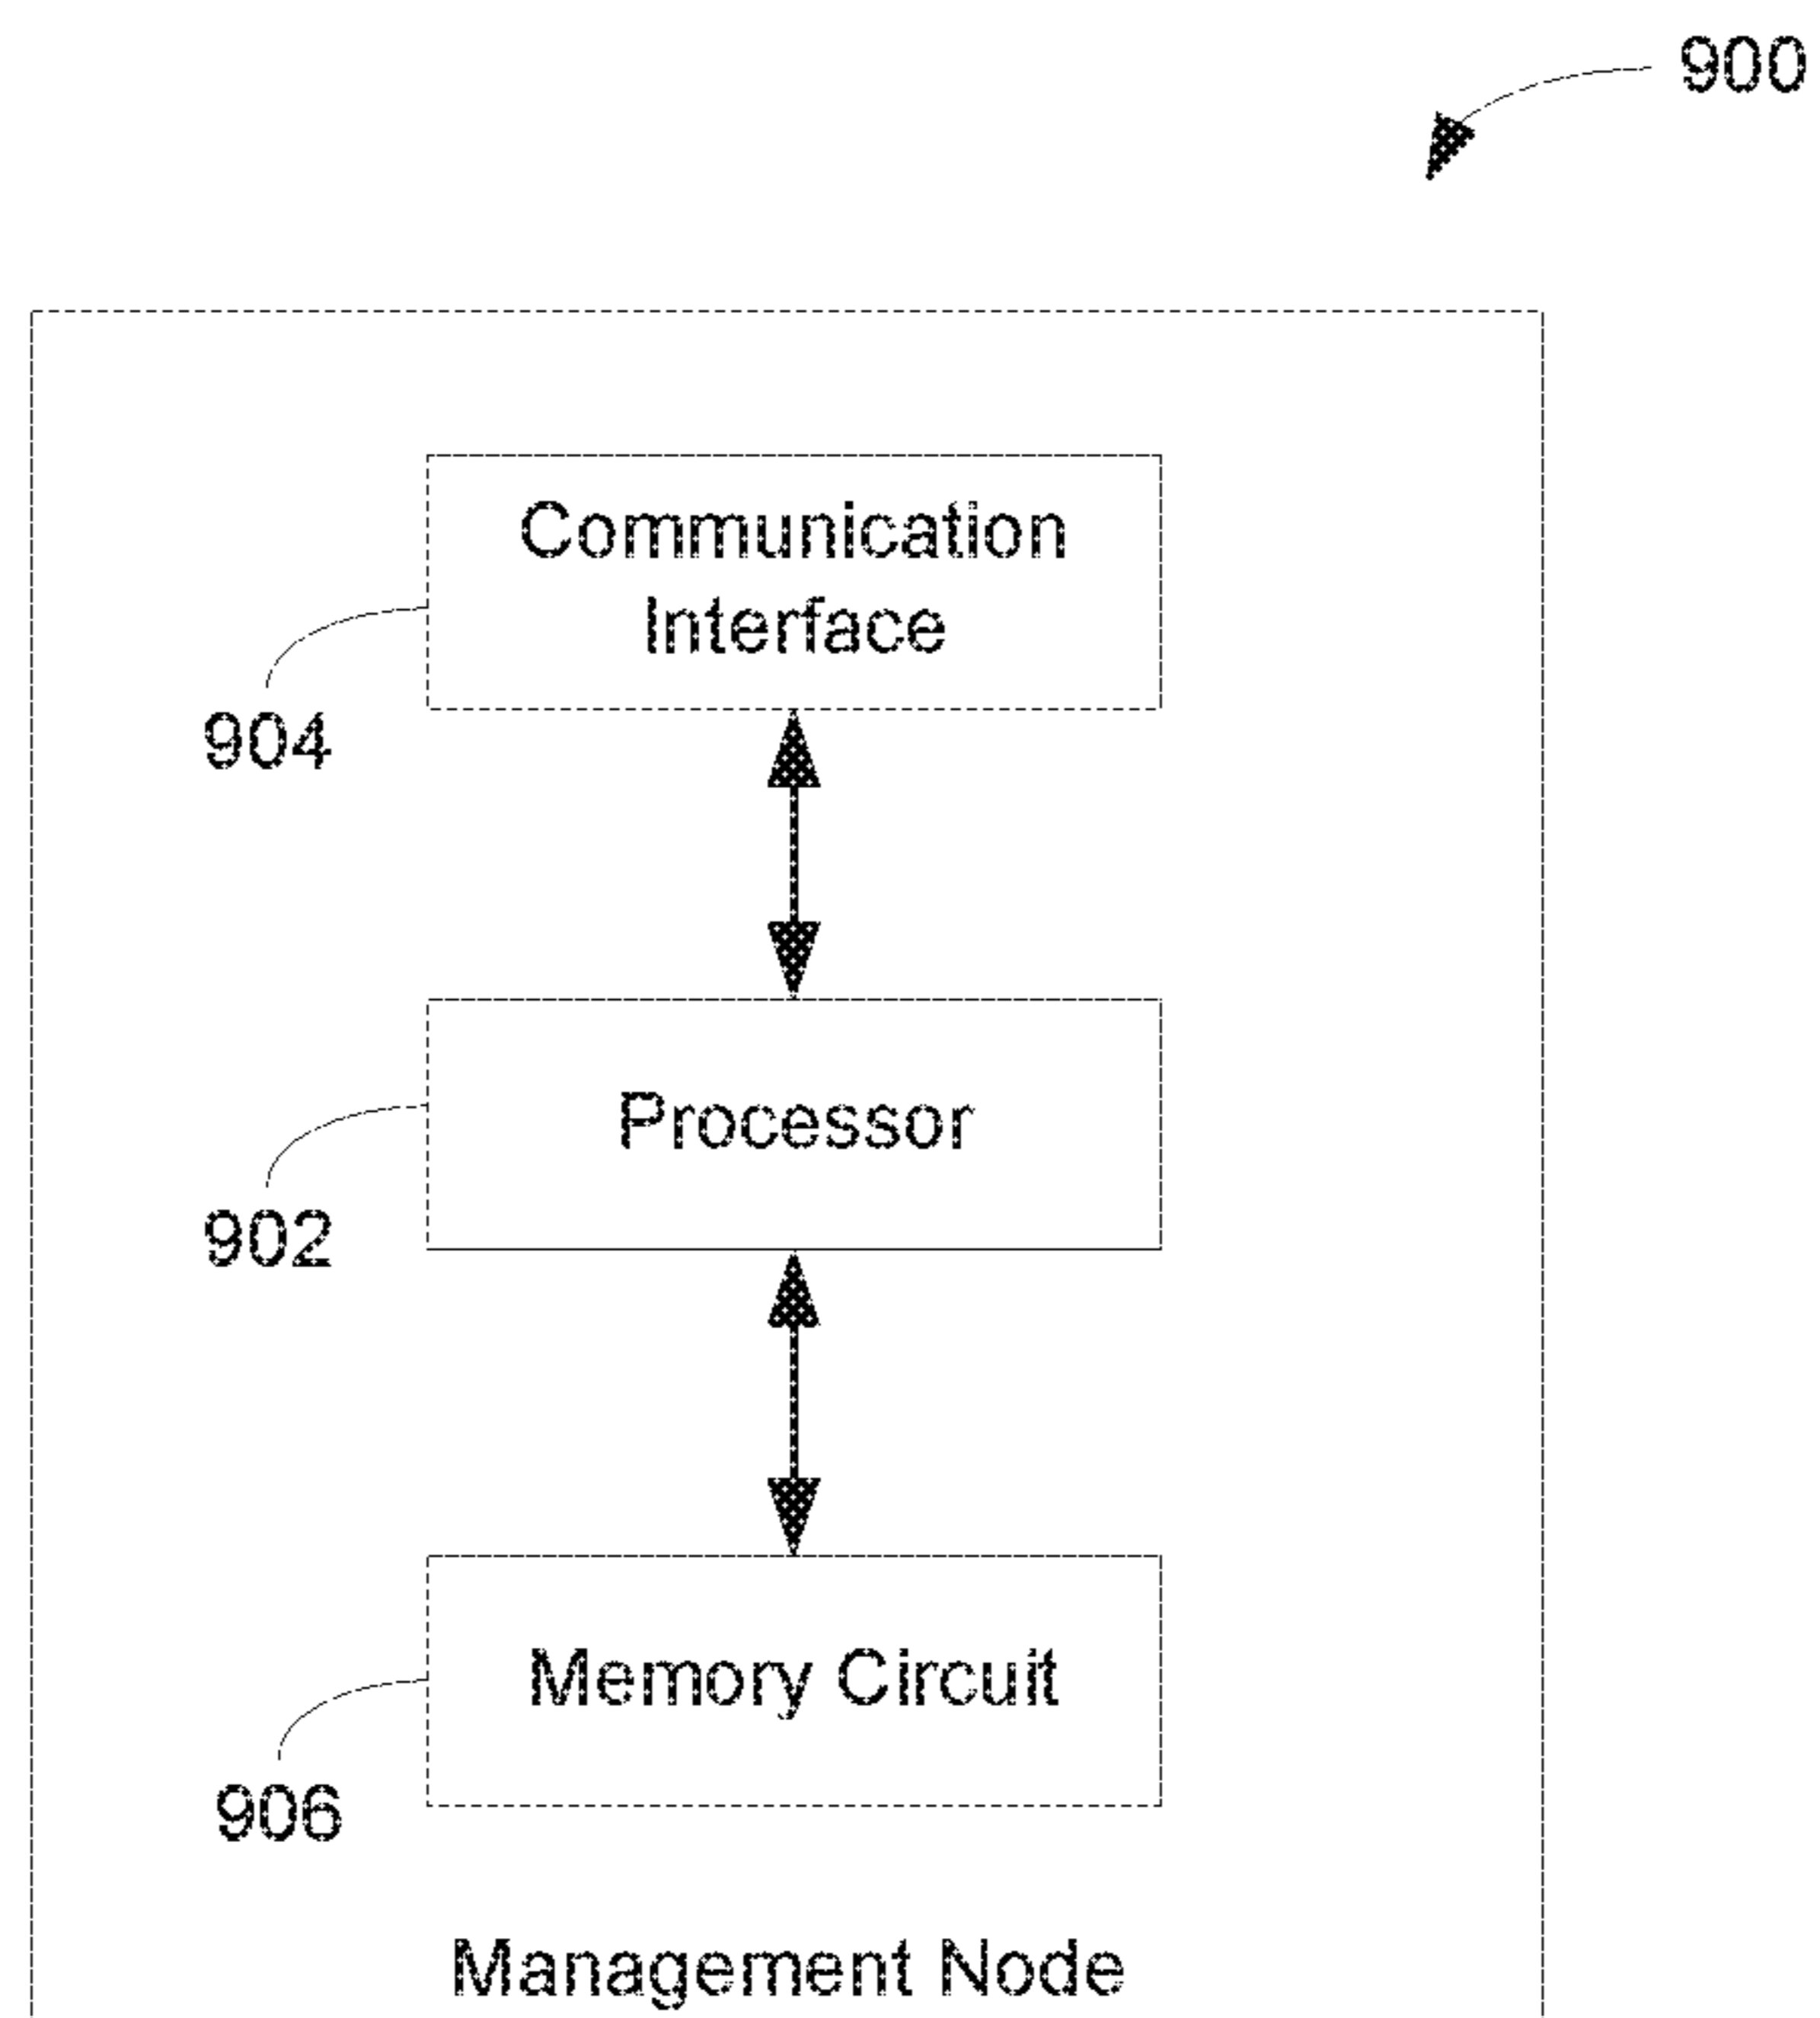 900
Communication
Interface
904
Processor
902
Memory Circuit
906
Management Node